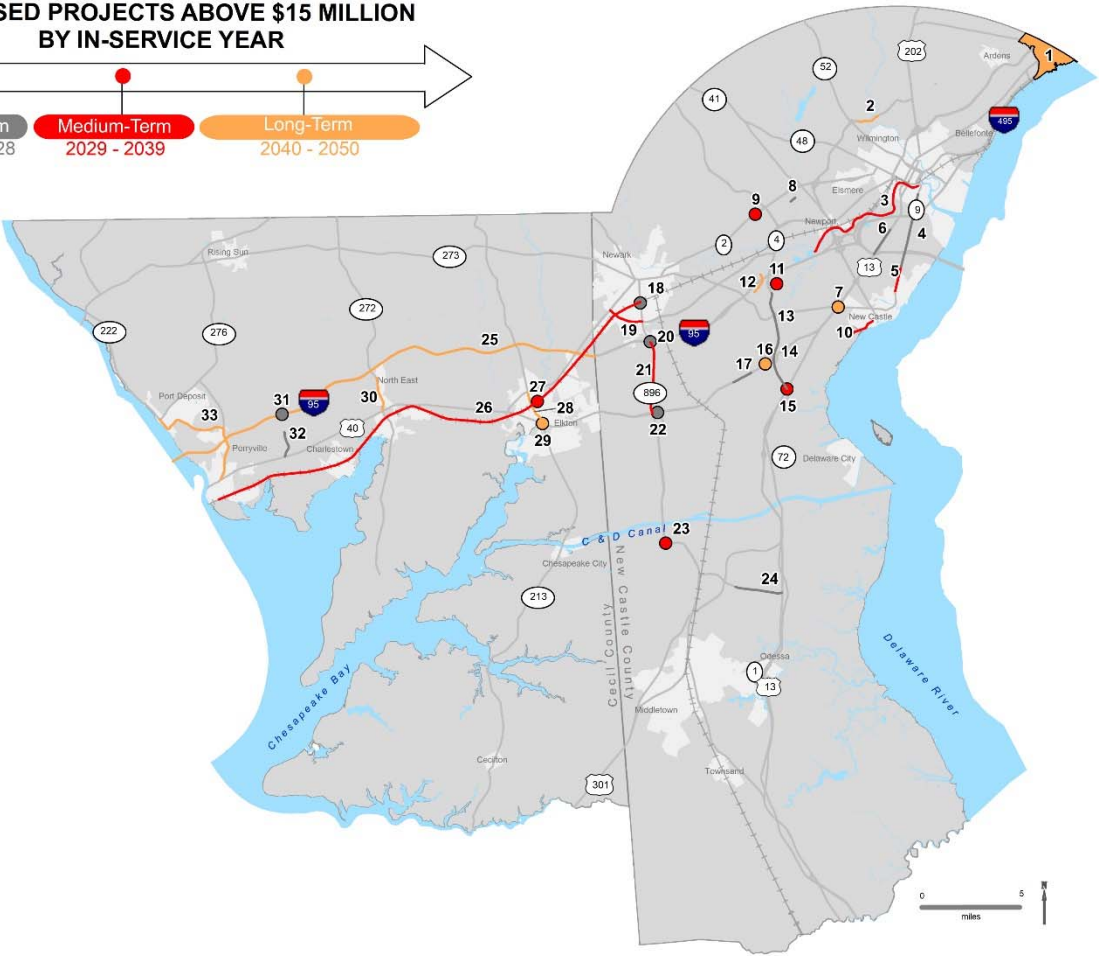 SED PROJECTS ABOVE $15 MILLION
BY IN-SERVICE YEAR
m
Medium-Term
Long-Term
28
2029 - 2039
2040 - 2050
202
Ardens
1
52
41
2
495
Wilmington
Bellefonte
48
8
Elsmere
9
3
9
Newport
6
4
2
4
Rising Sun
273
Newark
13
5
11
12
18
7
272
13
New Castle
222
276
19
20
95
10
25
16
14
17
21
North East
27
15
Port Deposit
31
95
30
26
28
896
33
32
40
Elkton
22
29
Perryville
Charlestown
72
Delaware City
C & D Canal
23
Chesapeake City
New Castle County
Cecil County
24
213
Odessa
1
13
Delaware River
Chesapeake Bay
Middletown
Cecilton
Townsend
301
0
5
miles
N